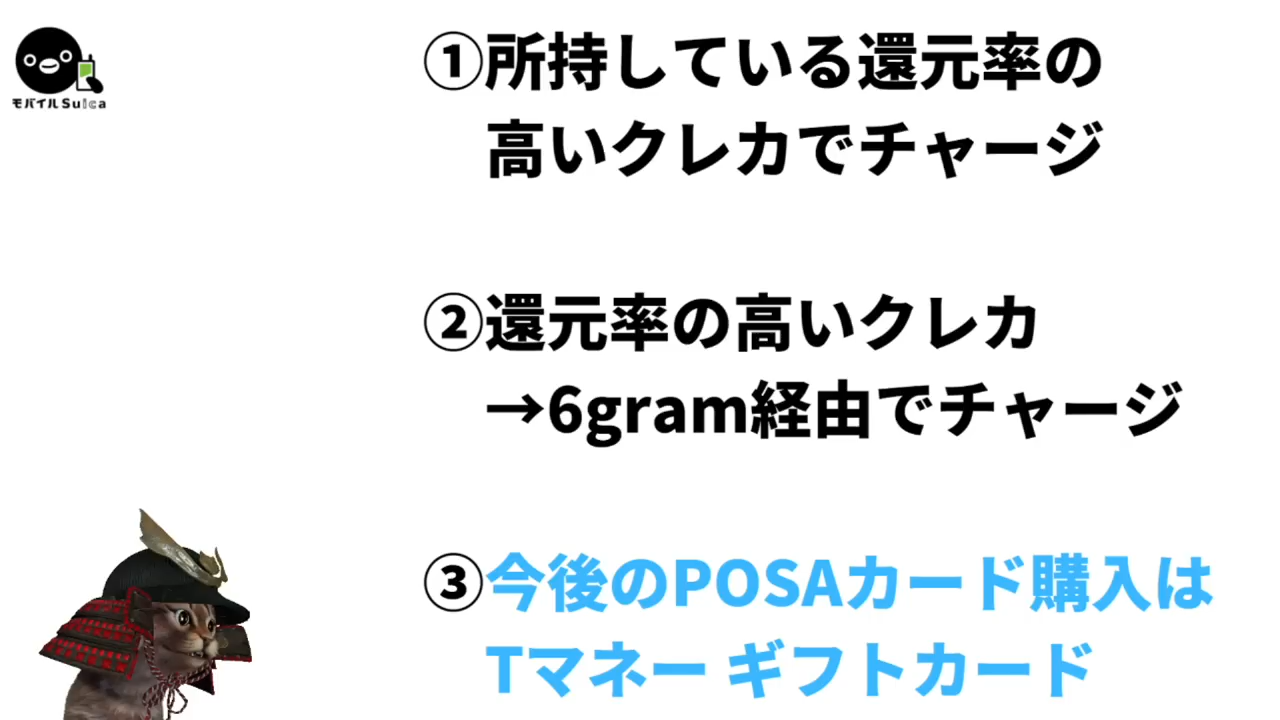 モバイルSuica
①所持している還元率の
高いクレカでチャージ
②還元率の高いクレカ
→6gram経由でチャージ
③今後のPOSAカード購入は
Tマネー ギフトカード